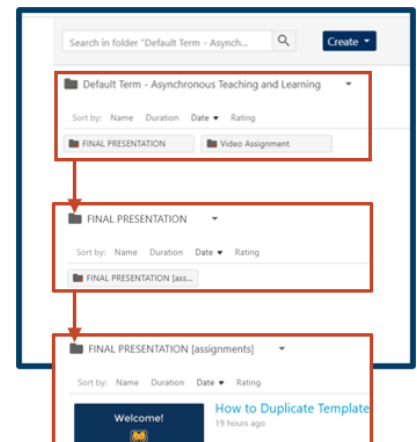 Search in folder "Default Term - Asynch...
Create
Default Term - Asynchronous Teaching and Learning
Sort by: Name Duration Date Rating
FINAL PRESENTATION Video Assignment
FINAL PRESENTATION
Sort by: Name Duration Date Rating
FINAL PRESENTATION [ass...
FINAL PRESENTATION [assignments]
Sort by: Name Duration Date Rating
Welcome! How to Duplicate Template
19 hours ago